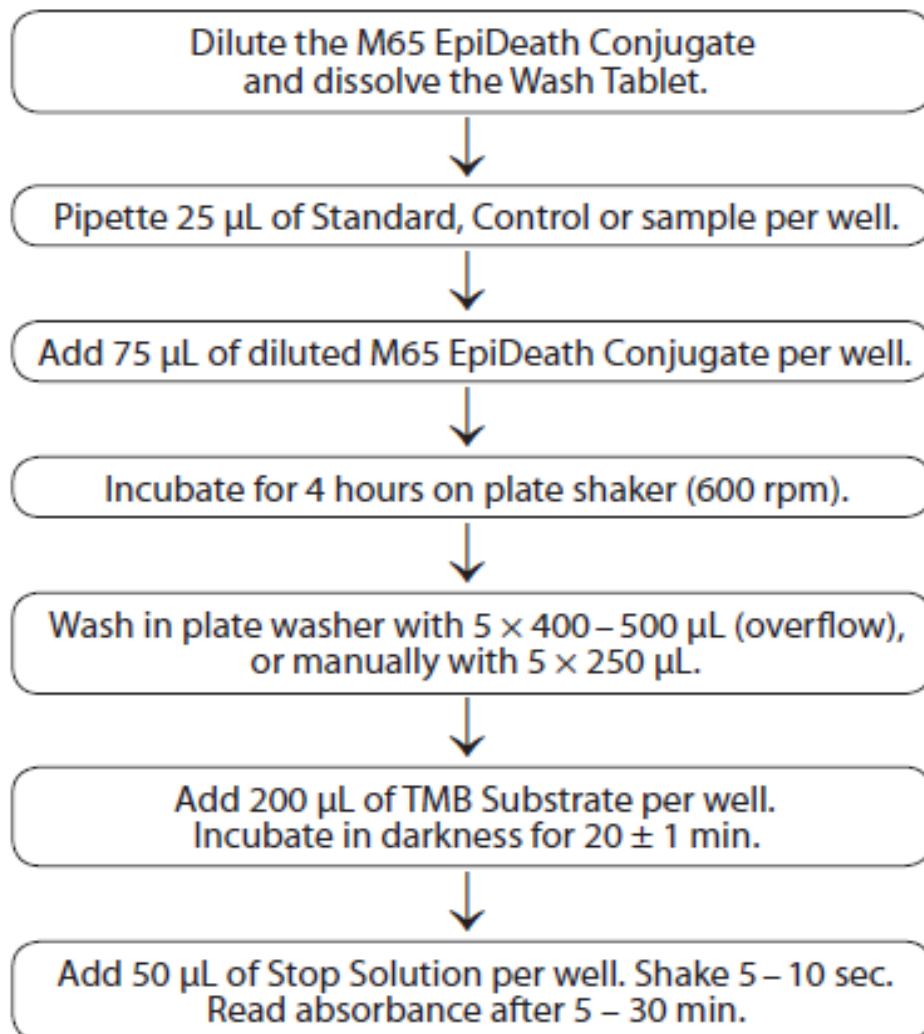 Dilute the M65 EpiDeath Conjugate
and dissolve the Wash Tablet.
Pipette 25 µL of Standard, Control or sample per well.
Add 75 µL of diluted M65 EpiDeath Conjugate per well.
Incubate for 4 hours on plate shaker (600 rpm).
Wash in plate washer with 5 × 400 – 500 µL (overflow),
or manually with 5 × 250 µL.
Add 200 µL of TMB Substrate per well.
Incubate in darkness for 20 ± 1 min.
Add 50 µL of Stop Solution per well. Shake 5 – 10 sec.
Read absorbance after 5 – 30 min.